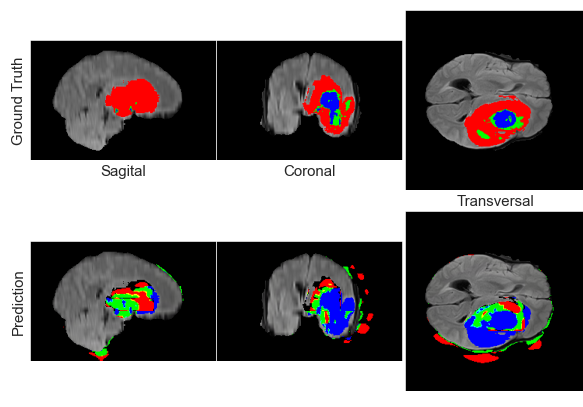 Ground Truth
Sagital
Coronal
Transversal
Prediction